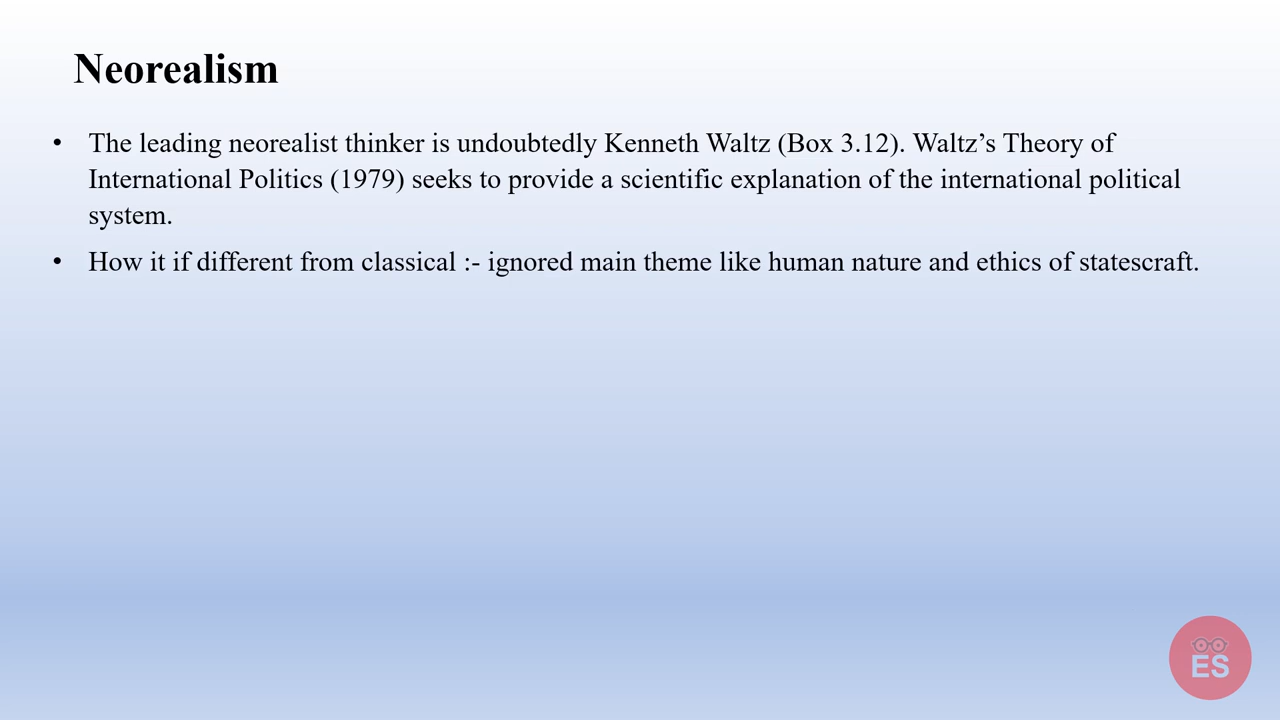 Neorealism
• The leading neorealist thinker is undoubtedly Kenneth Waltz (Box 3.12). Waltz’s Theory of
International Politics (1979) seeks to provide a scientific explanation of the international political
system.
• How it if different from classical :- ignored main theme like human nature and ethics of statescraft.
ES